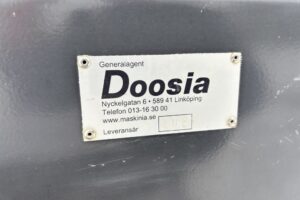 Generalagent
Doosia
Nyckelgatan 6 • 589 41 Linköping
Telefon 013-16 30 00
www.maskinia.se
Leveransår